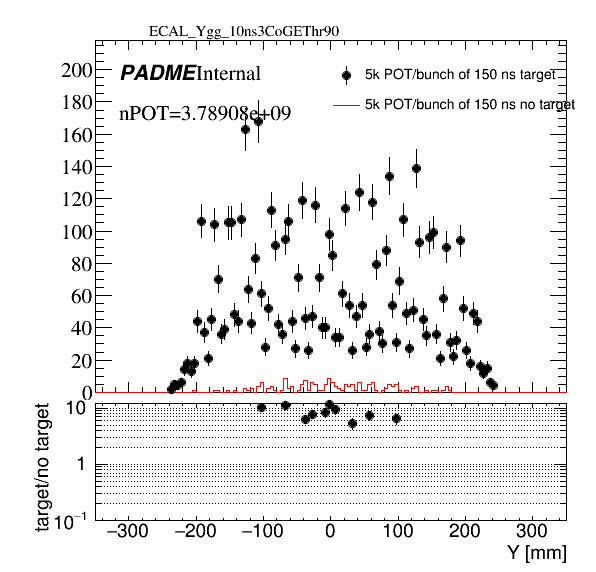 ECAL_Ygg_10ns3CoGEThr90
PADME Internal
nPOT=3.78908e+09
5k POT/bunch of 150 ns target
5k POT/bunch of 150 ns no target
200
180
160
140
120
100
80
60
40
20
0
target/no target
10
1
10−1
−300 −200 −100 0 100 200 300
Y [mm]